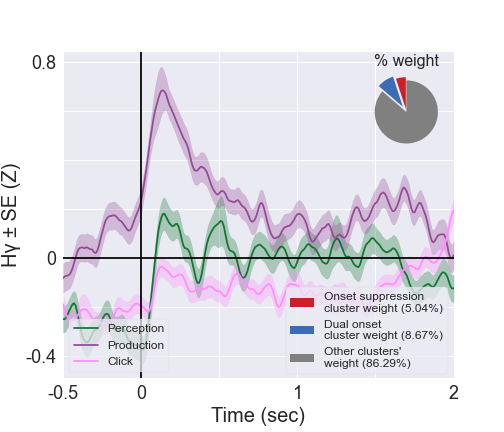 % weight
0.8
0
-0.4
Hγ ± SE (Z)
Perception
Production
Click
Onset suppression
cluster weight (5.04%)
Dual onset
cluster weight (8.67%)
Other clusters'
weight (86.29%)
-0.5
0
1
2
Time (sec)